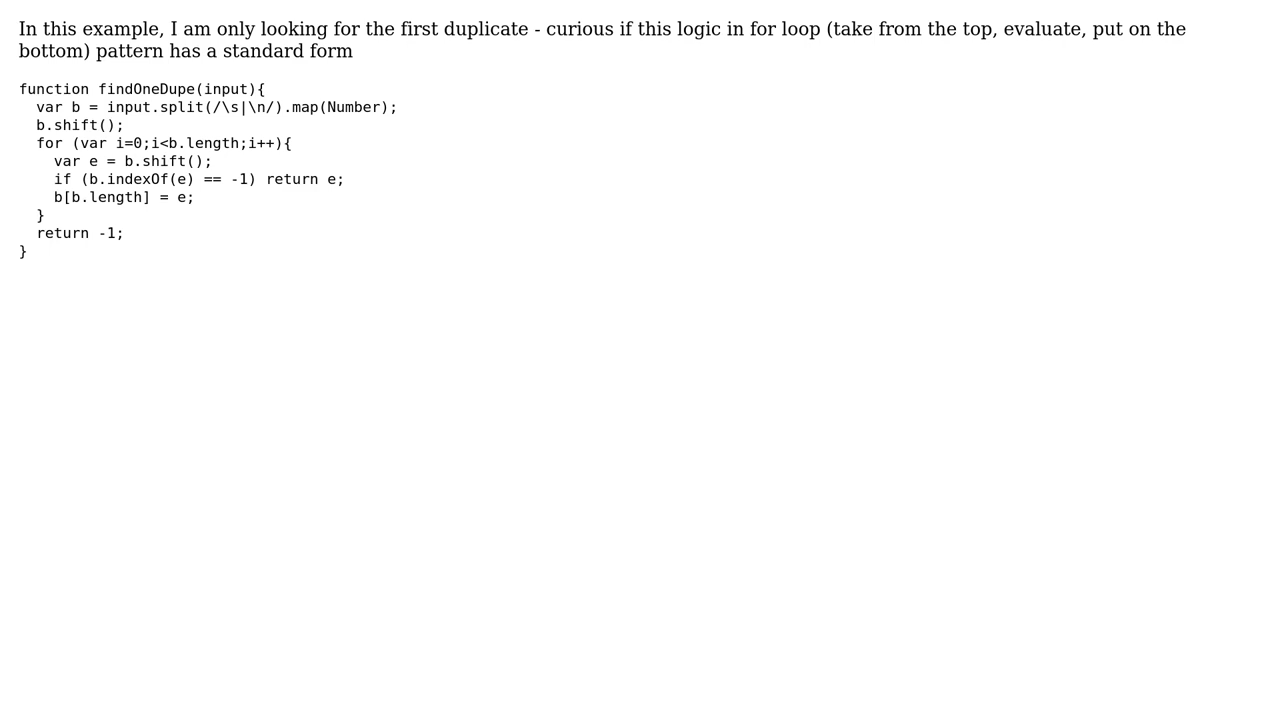 In this example, I am only looking for the first duplicate - curious if this logic in for loop (take from the top, evaluate, put on the
bottom) pattern has a standard form
function findOneDupe(input){
  var b = input.split(/\s|\n/).map(Number);
  b.shift();
  for (var i=0;i<b.length;i++){
    var e = b.shift();
    if (b.indexOf(e) == -1) return e;
    b[b.length] = e;
  }
  return -1;
}